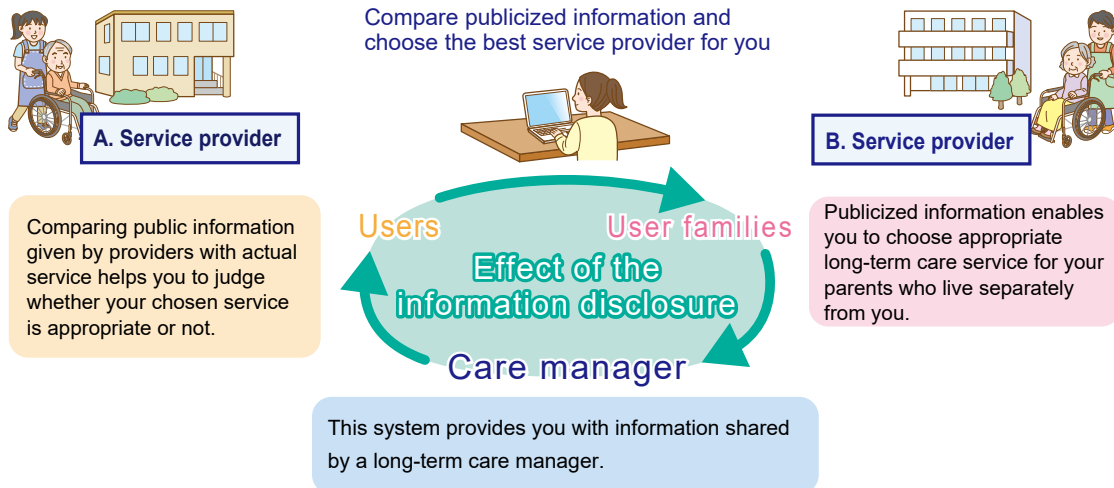 Compare publicized information and
choose the best service provider for you
A. Service provider
B. Service provider
Comparing public information
given by providers with actual
service helps you to judge
whether your chosen service
is appropriate or not.
Users
User families
Effect of the
information disclosure
Care manager
Publicized information enables
you to choose appropriate
long-term care service for your
parents who live separately
from you.
This system provides you with information shared
by a long-term care manager.